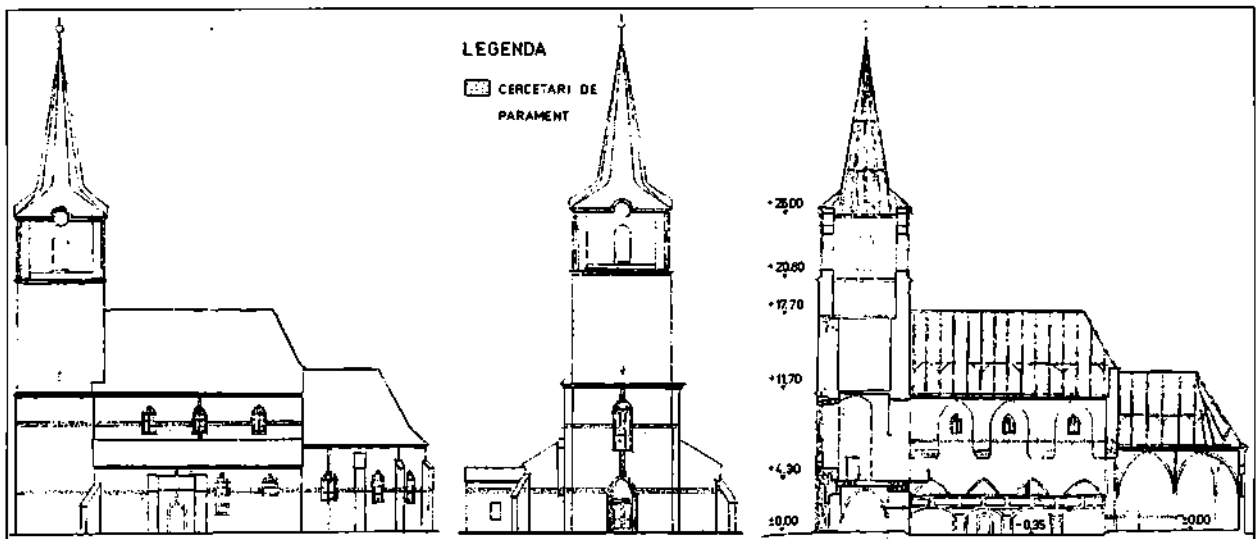 LEGENDA
CERCETARI DE
PARAMENT
+26.00
+20.60
+17.70
+11.70
+4.90
±0.00
-0.35
±0.00